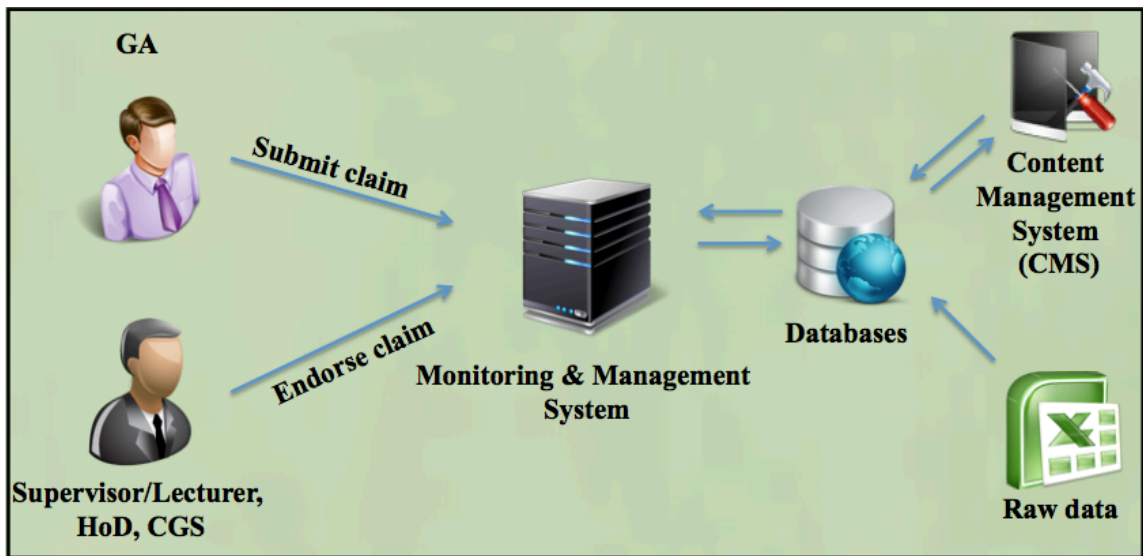 GA
Submit claim
Endorse claim
Supervisor/Lecturer,
HoD, CGS
Monitoring & Management
System
Databases
Content
Management
System
(CMS)
Raw data